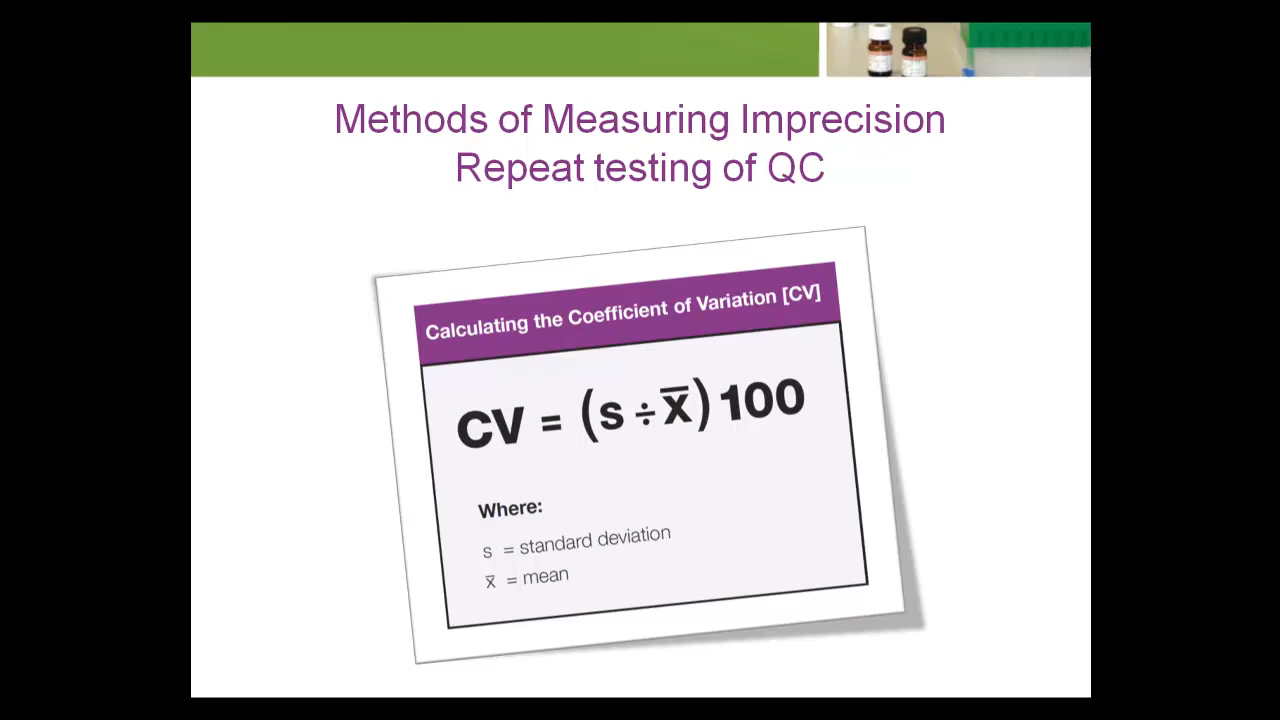 Methods of Measuring Imprecision
Repeat testing of QC
Calculating the Coefficient of Variation [CV]
CV = (s ÷ x̅) 100
Where:
s = standard deviation
x̅ = mean